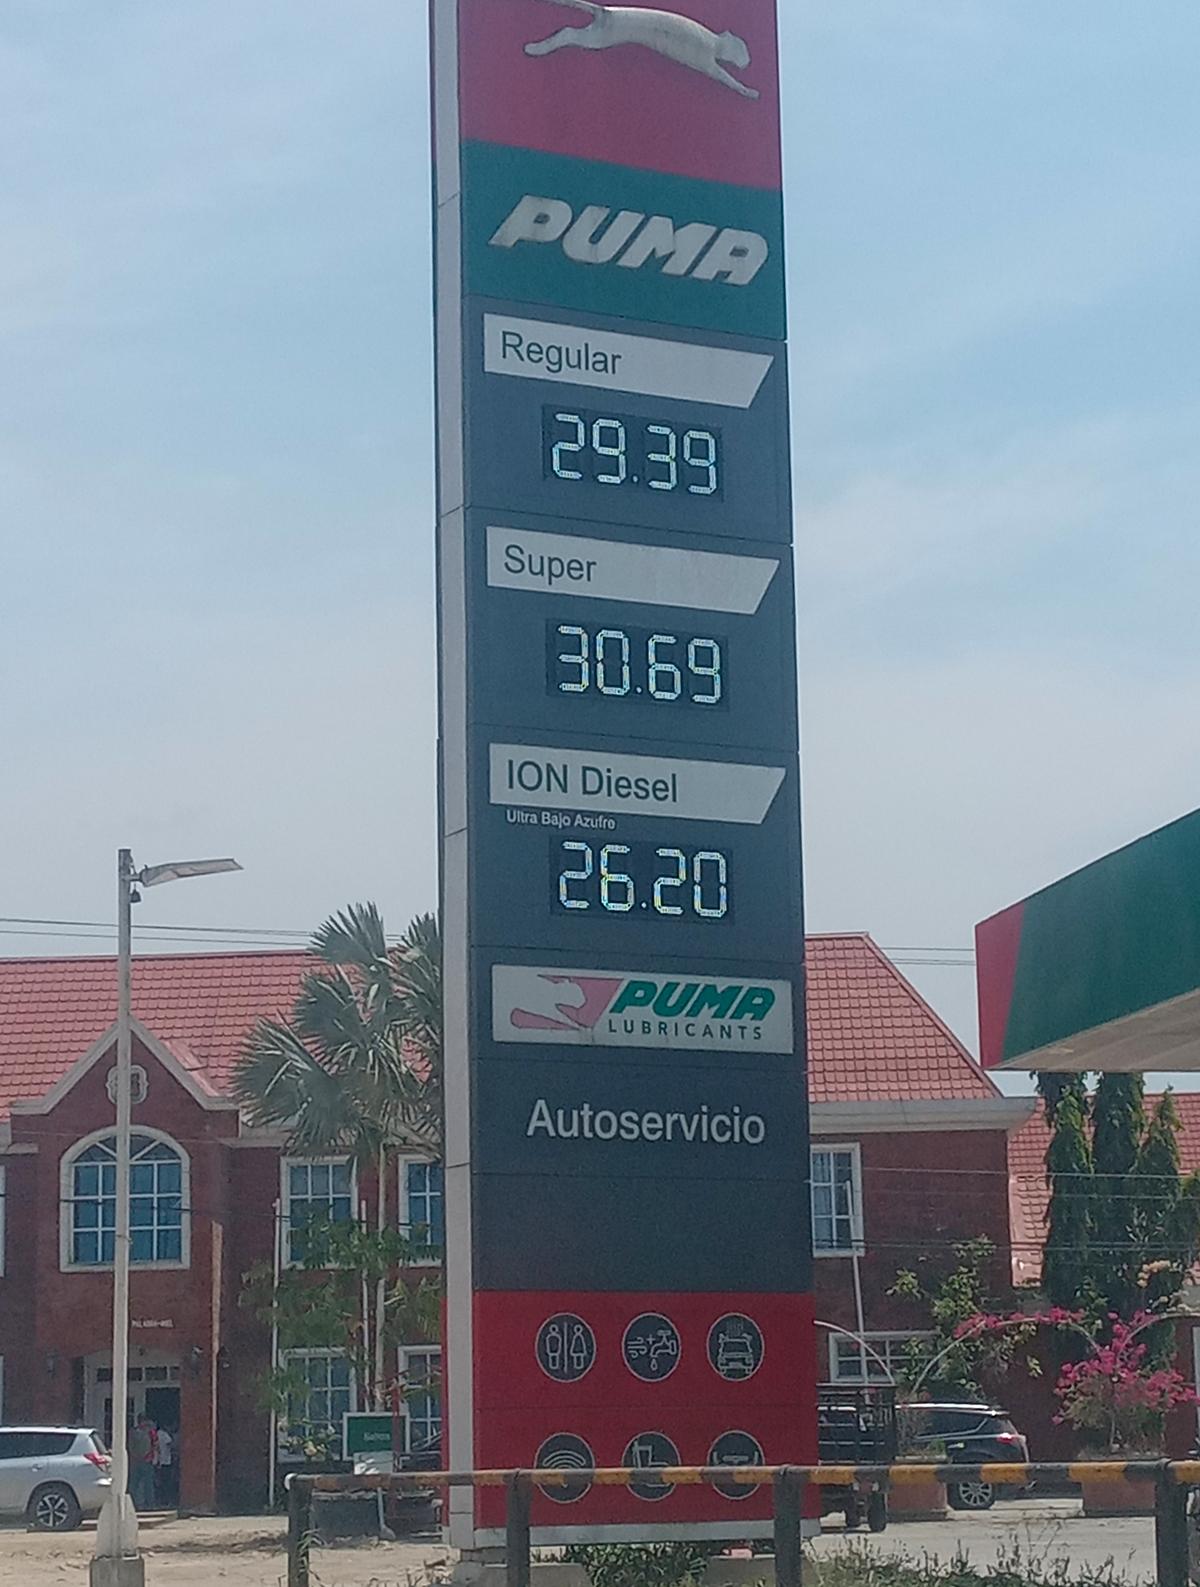 PUMA
Regular
29.39
Super
30.69
ION Diesel
Ultra Bajo Azufre
26.20
PUMA
LUBRICANTS
Autoservicio